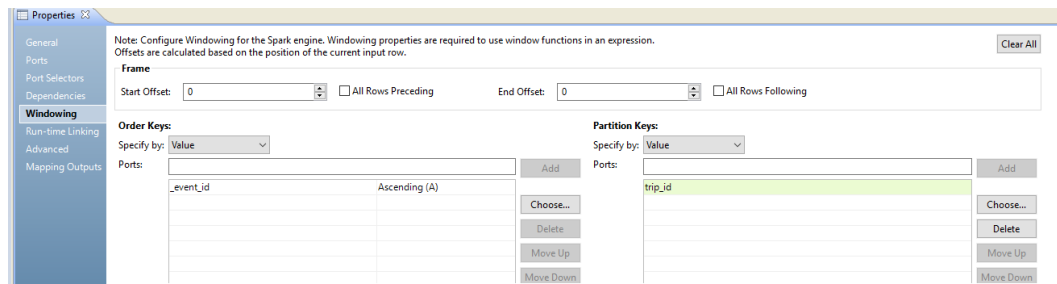 Properties
General
Ports
Port Selectors
Dependencies
Windowing
Run-time Linking
Advanced
Mapping Outputs
Note: Configure Windowing for the Spark engine. Windowing properties are required to use window functions in an expression.
Offsets are calculated based on the position of the current input row.
Clear All
Frame
Start Offset: 0 All Rows Preceding End Offset: 0 All Rows Following
Order Keys:
Specify by: Value
Ports: Add
_event_id Ascending (A)
Choose...
Delete
Move Up
Move Down
Partition Keys:
Specify by: Value
Ports: Add
trip_id
Choose...
Delete
Move Up
Move Down